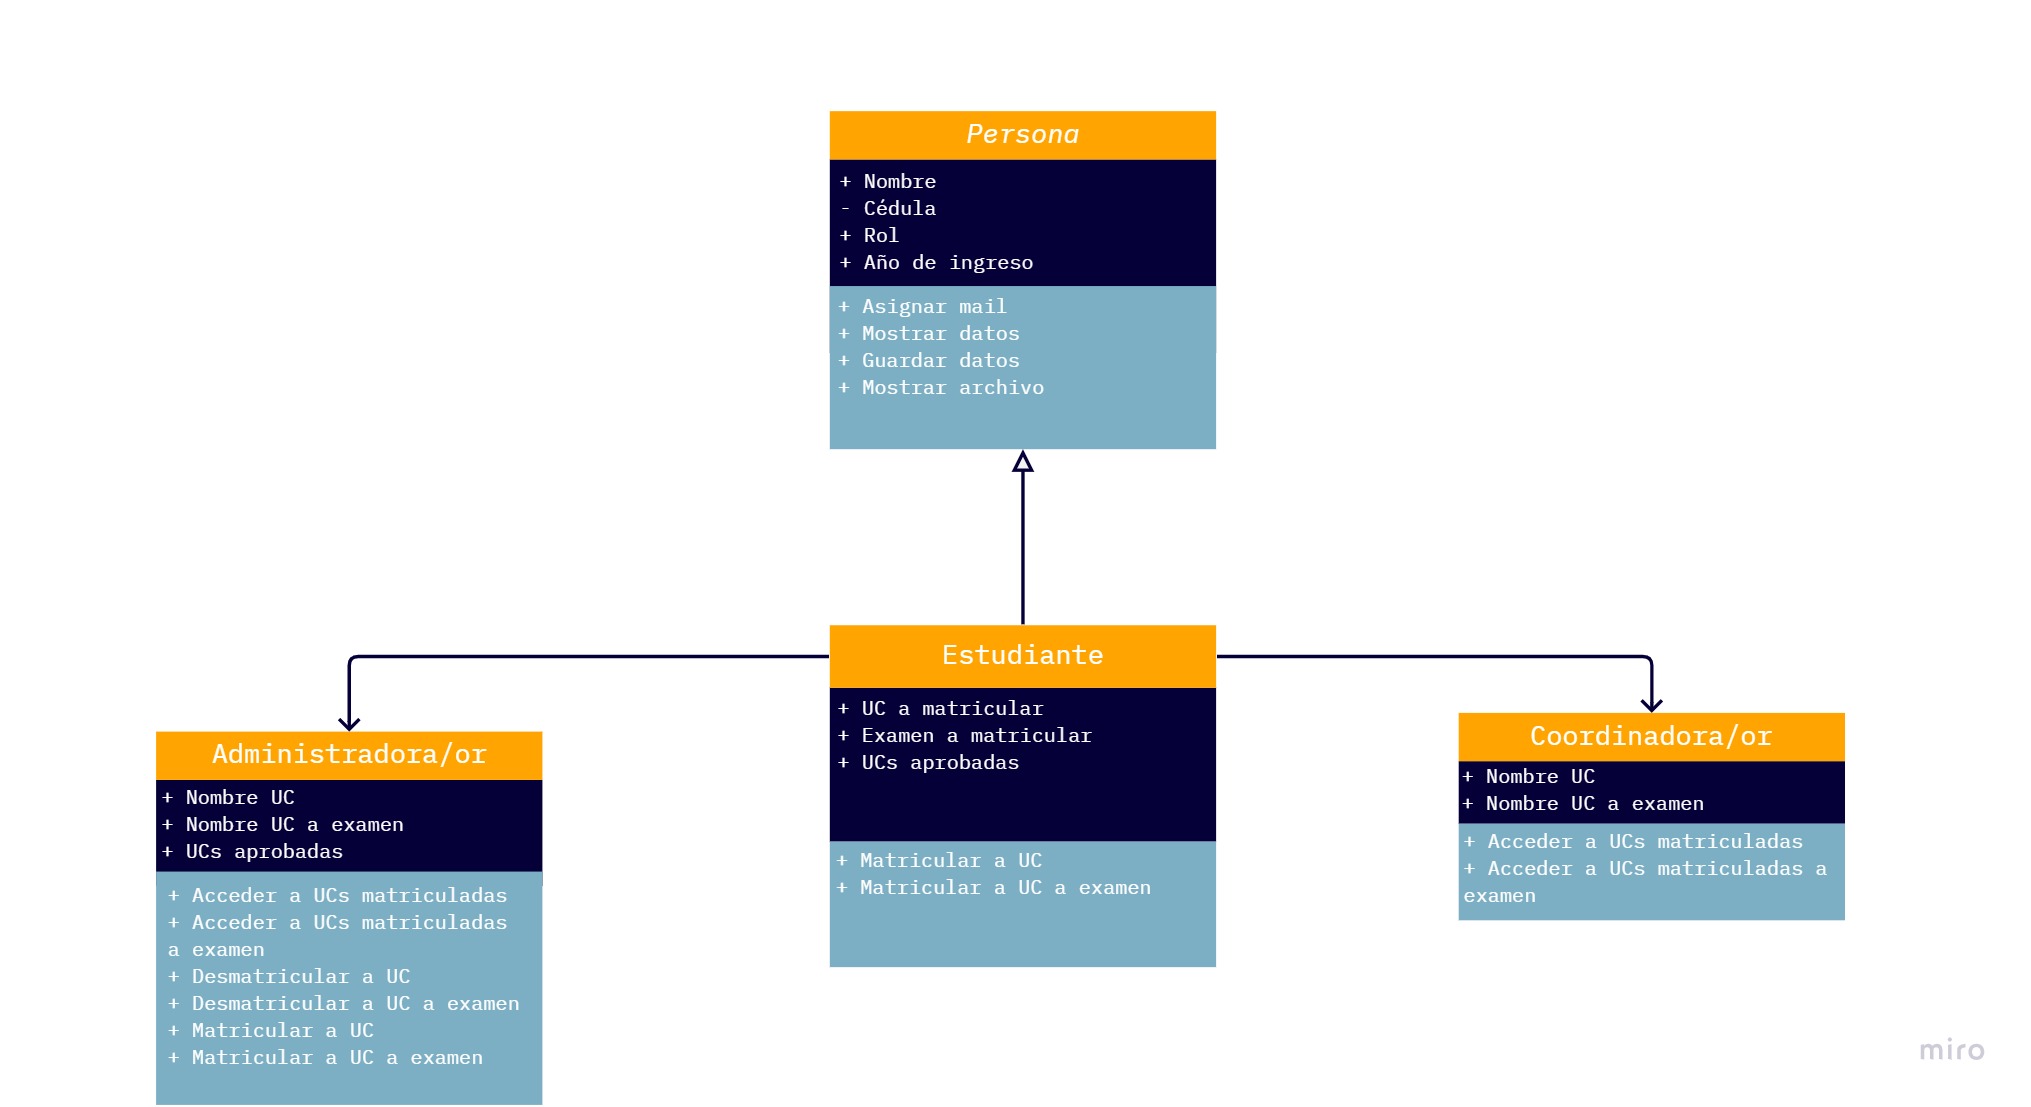 Persona
+ Nombre
- Cédula
+ Rol
+ Año de ingreso
+ Asignar mail
+ Mostrar datos
+ Guardar datos
+ Mostrar archivo
Estudiante
+ UC a matricular
+ Examen a matricular
+ UCs aprobadas
+ Matricular a UC
+ Matricular a UC a examen
Administradora/or
+ Nombre UC
+ Nombre UC a examen
+ UCs aprobadas
+ Acceder a UCs matriculadas
+ Acceder a UCs matriculadas
a examen
+ Desmatricular a UC
+ Desmatricular a UC a examen
+ Matricular a UC
+ Matricular a UC a examen
Coordinadora/or
+ Nombre UC
+ Nombre UC a examen
+ Acceder a UCs matriculadas
+ Acceder a UCs matriculadas a
examen
miro